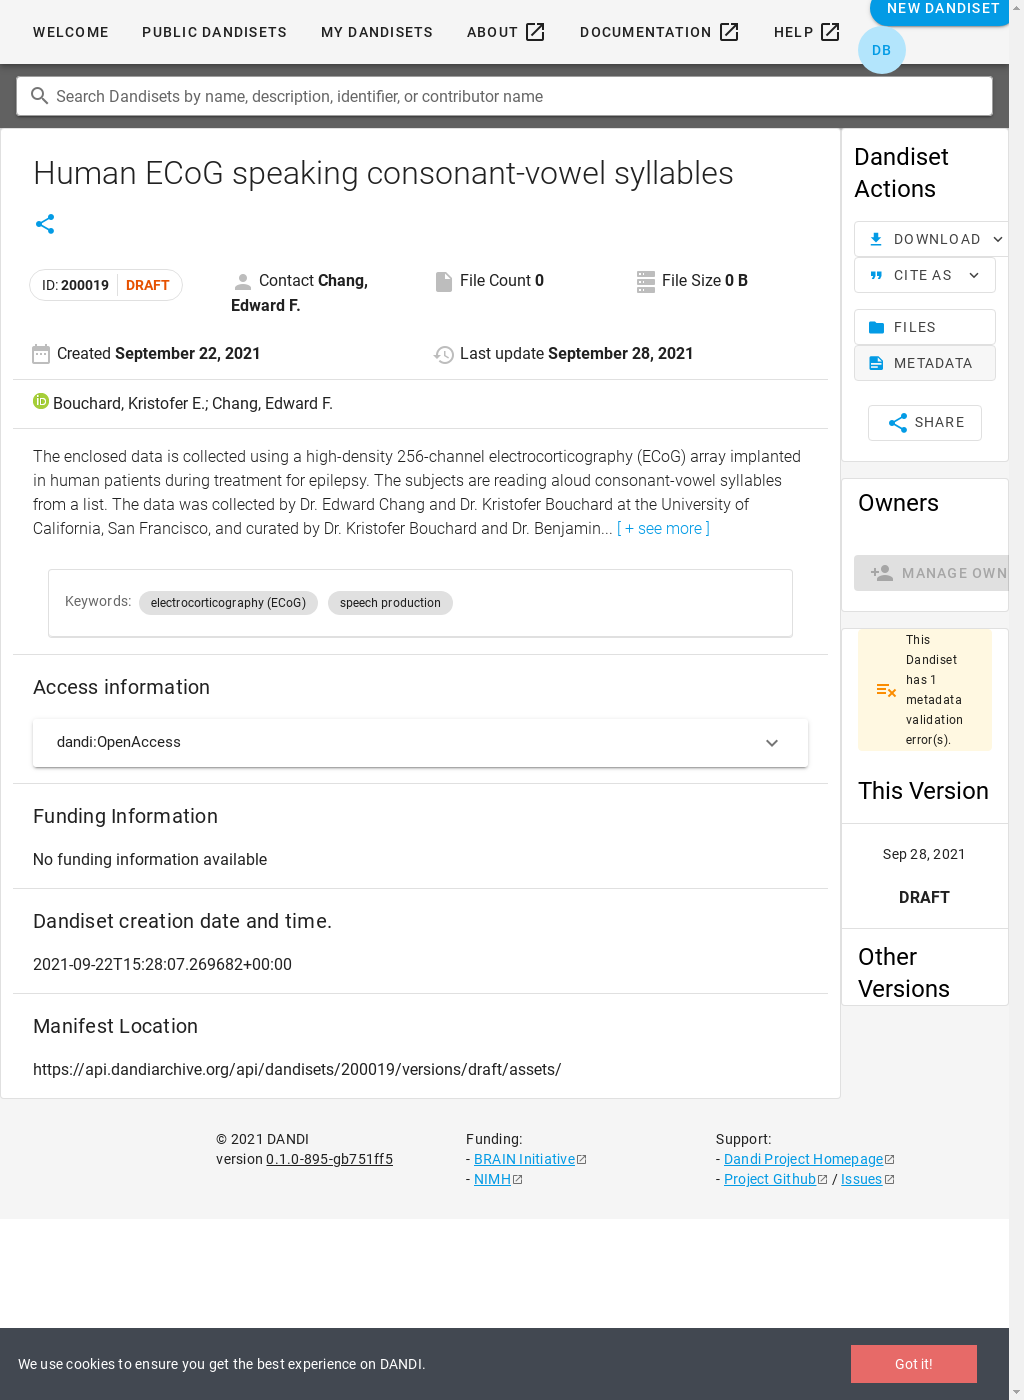 WELCOME PUBLIC DANDISETS MY DANDISETS ABOUT DOCUMENTATION HELP NEW DANDISET
DB
Search Dandisets by name, description, identifier, or contributor name
Human ECoG speaking consonant-vowel syllables
ID: 200019 DRAFT
Contact Chang,
Edward F.
File Count 0
File Size 0 B
Created September 22, 2021
Last update September 28, 2021
iD Bouchard, Kristofer E.; Chang, Edward F.
The enclosed data is collected using a high-density 256-channel electrocorticography (ECoG) array implanted
in human patients during treatment for epilepsy. The subjects are reading aloud consonant-vowel syllables
from a list. The data was collected by Dr. Edward Chang and Dr. Kristofer Bouchard at the University of
California, San Francisco, and curated by Dr. Kristofer Bouchard and Dr. Benjamin... [ + see more ]
Keywords: electrocorticography (ECoG) speech production
Access information
dandi:OpenAccess
Funding Information
No funding information available
Dandiset creation date and time.
2021-09-22T15:28:07.269682+00:00
Manifest Location
https://api.dandiarchive.org/api/dandisets/200019/versions/draft/assets/
Dandiset
Actions
DOWNLOAD
CITE AS
FILES
METADATA
SHARE
Owners
MANAGE OWN
This
Dandiset
has 1
metadata
validation
error(s).
This Version
Sep 28, 2021
DRAFT
Other
Versions
© 2021 DANDI
version 0.1.0-895-gb751ff5
Funding:
- BRAIN Initiative
- NIMH
Support:
- Dandi Project Homepage
- Project Github / Issues
We use cookies to ensure you get the best experience on DANDI.
Got it!